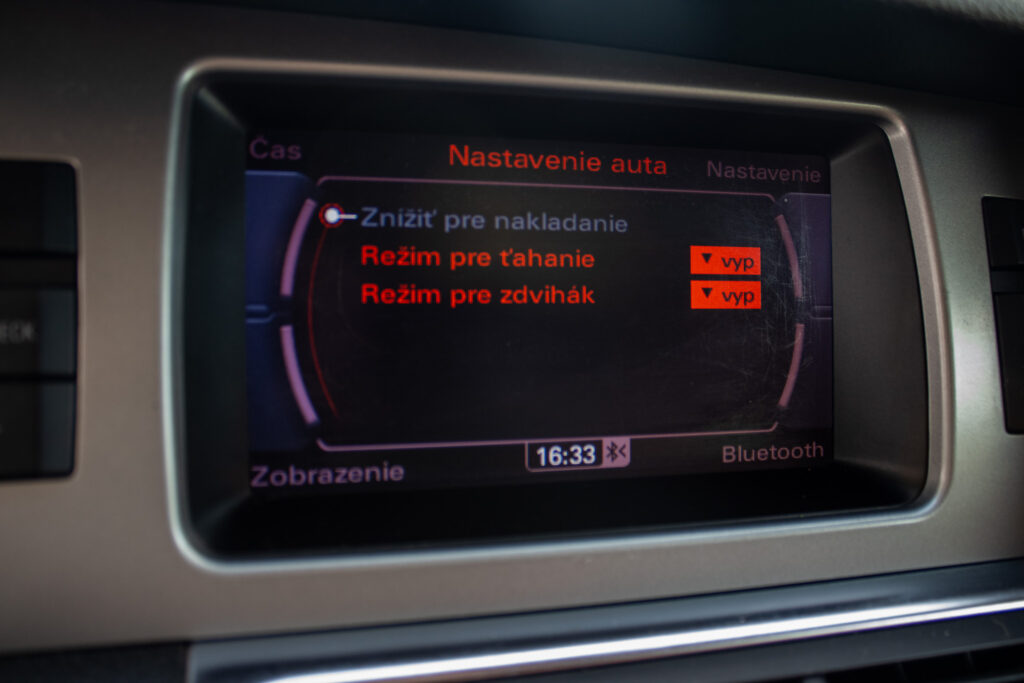 Čas
Nastavenie auta
Nastavenie
Znížiť pre nakladanie
Režim pre ťahanie
▼ vyp
Režim pre zdvihák
▼ vyp
Zobrazenie
16:33
Bluetooth